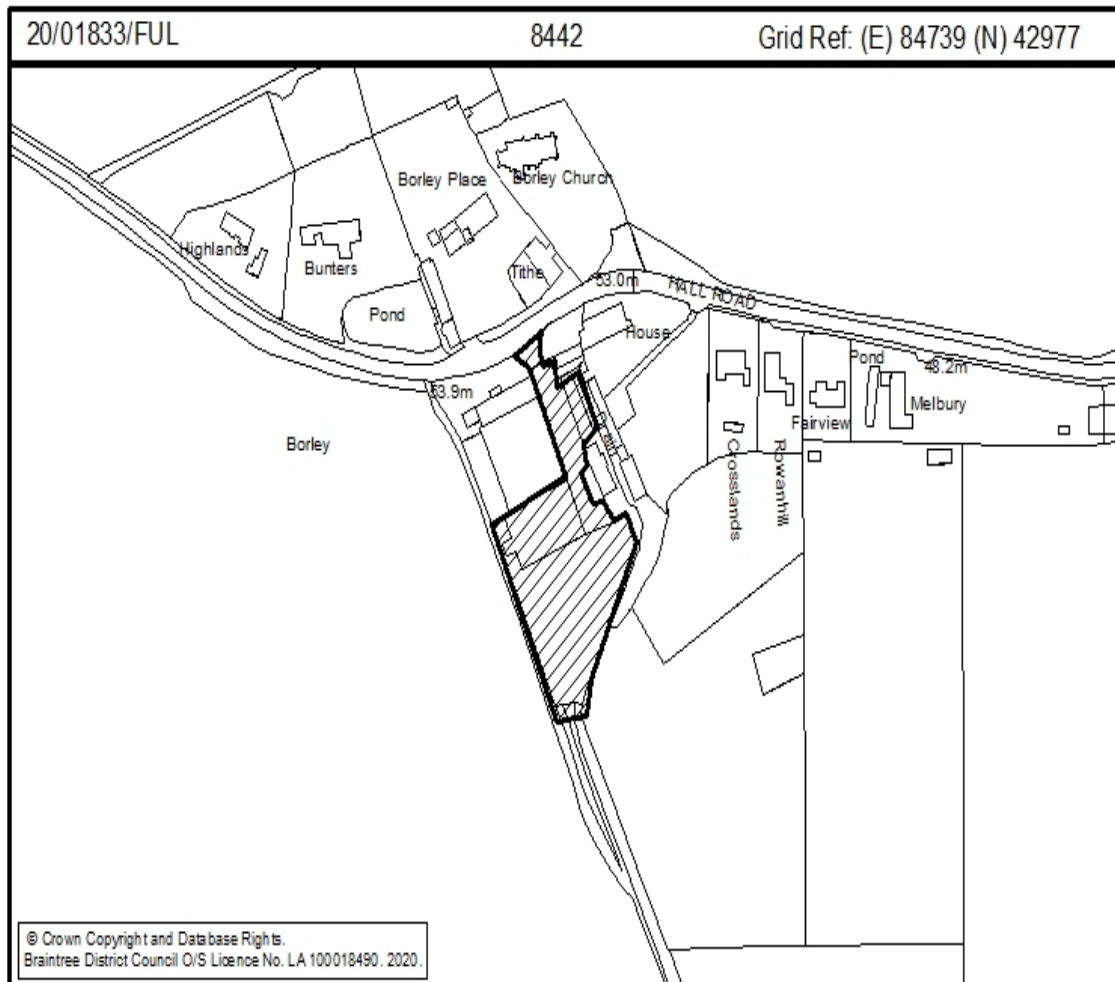 20/01833/FUL 8442 Grid Ref: (E) 84739 (N) 42977
Borley Place
Borley Church
Highlands
Bunters
Tithe
Pond
53.0m
HALL ROAD
House
53.9m
Pond
48.2m
Melbury
Fairview
Borley
Crosslands
Rowanhill
© Crown Copyright and Database Rights.
Braintree District Council O/S Licence No. LA 100018490. 2020.